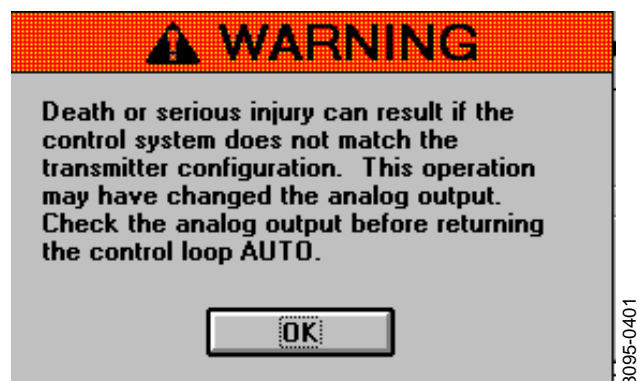 WARNING
Death or serious injury can result if the
control system does not match the
transmitter configuration.  This operation
may have changed the analog output.
Check the analog output before returning
the control loop AUTO.
OK
3095-0401